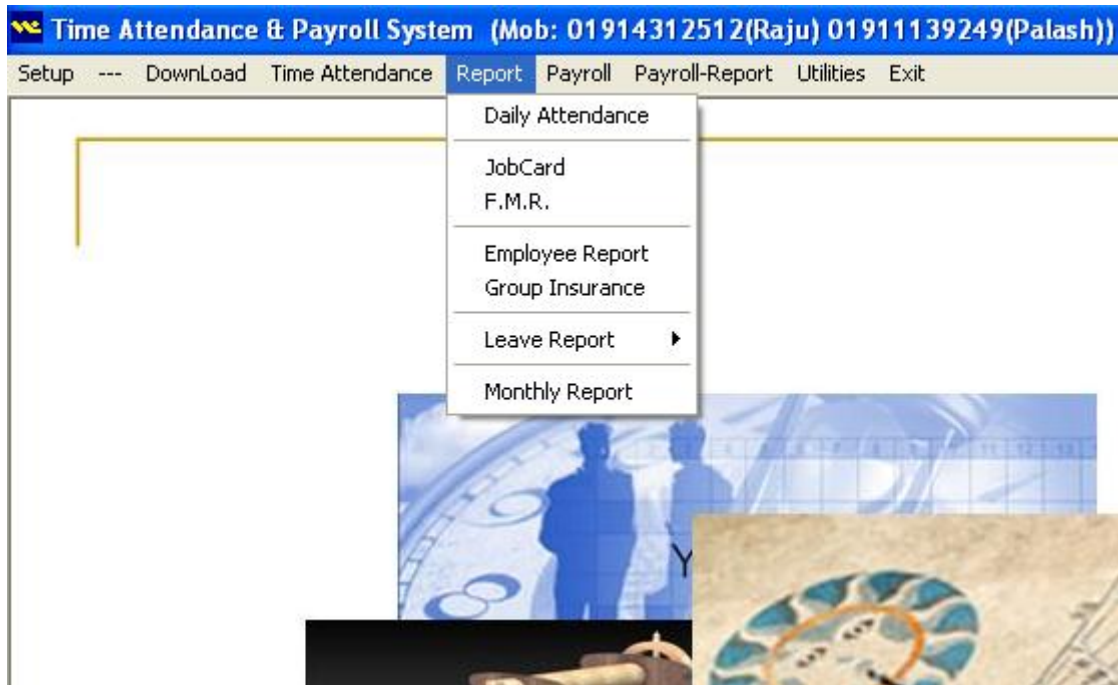 Time Attendance & Payroll System (Mob: 01914312512(Raju) 01911139249(Palash))
Setup --- DownLoad Time Attendance Report Payroll Payroll-Report Utilities Exit
Daily Attendance
JobCard
F.M.R.
Employee Report
Group Insurance
Leave Report
Monthly Report
Y